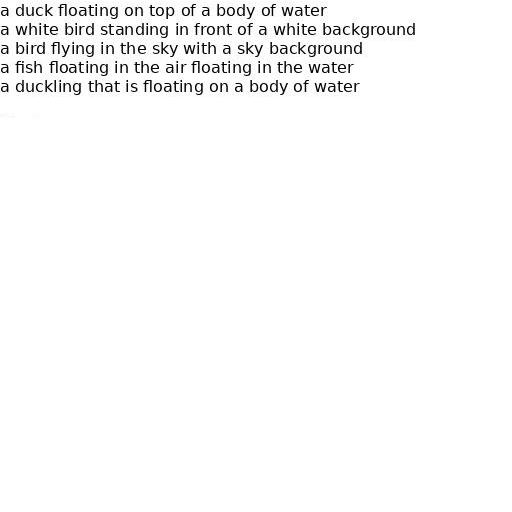 a duck floating on top of a body of water
a white bird standing in front of a white background
a bird flying in the sky with a sky background
a fish floating in the air floating in the water
a duckling that is floating on a body of water